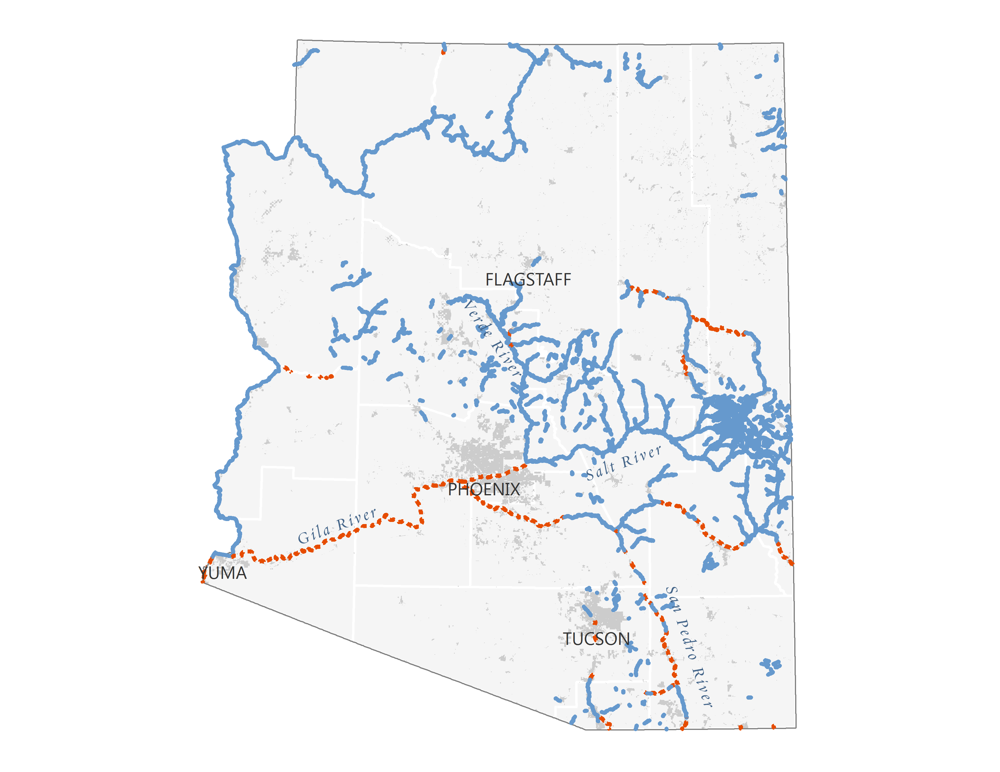 FLAGSTAFF
Verde River
Salt River
PHOENIX
Gila River
YUMA
San Pedro River
TUCSON